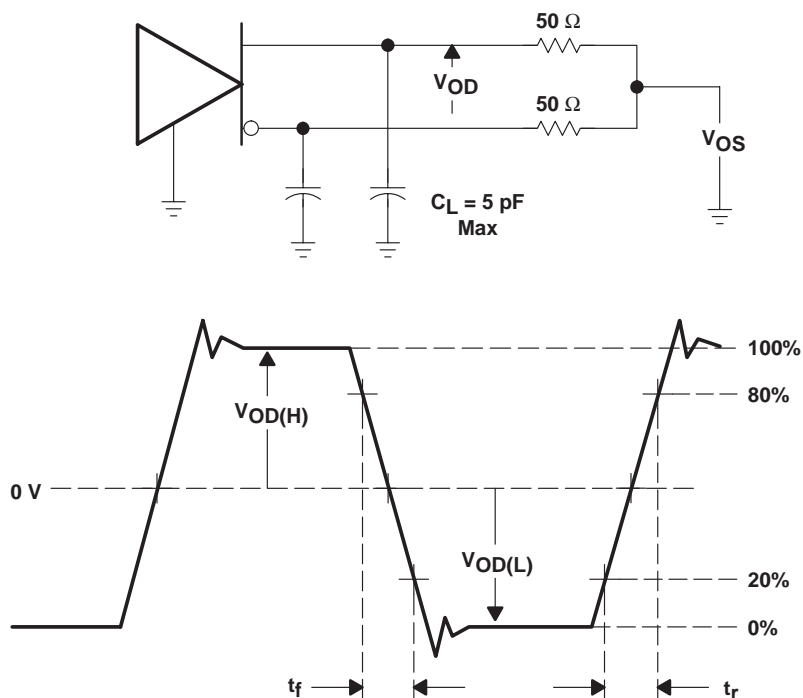 50 Ω
VOD
50 Ω
VOS
CL = 5 pF
Max
100%
80%
VOD(H)
0 V
VOD(L)
20%
0%
tf
tr